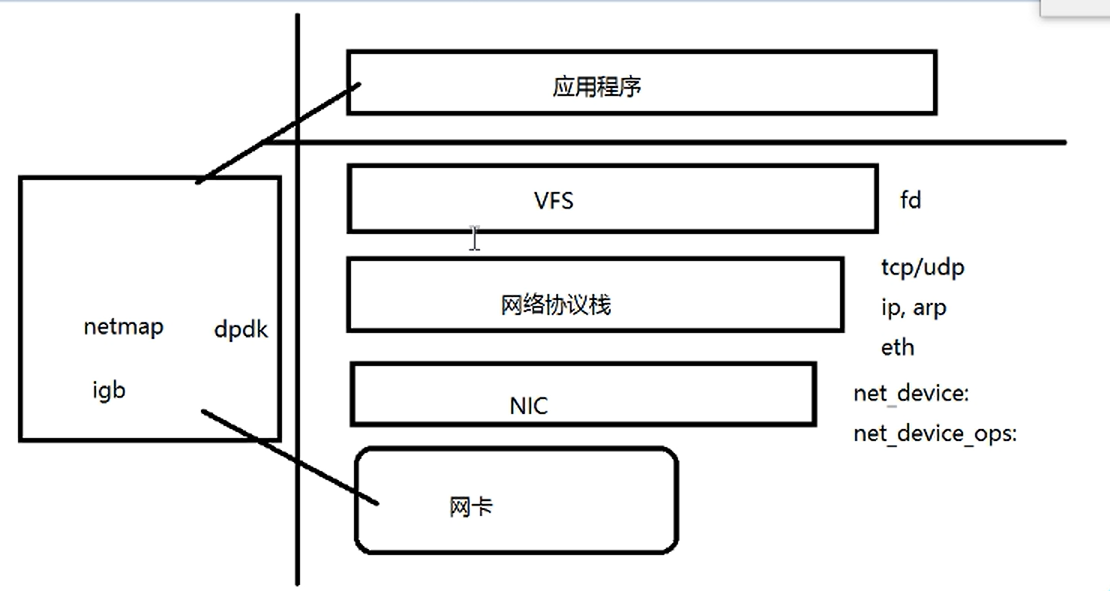 应用程序
VFS
fd
网络协议栈
tcp/udp
ip, arp
eth
netmap
dpdk
igb
NIC
net_device:
net_device_ops:
网卡